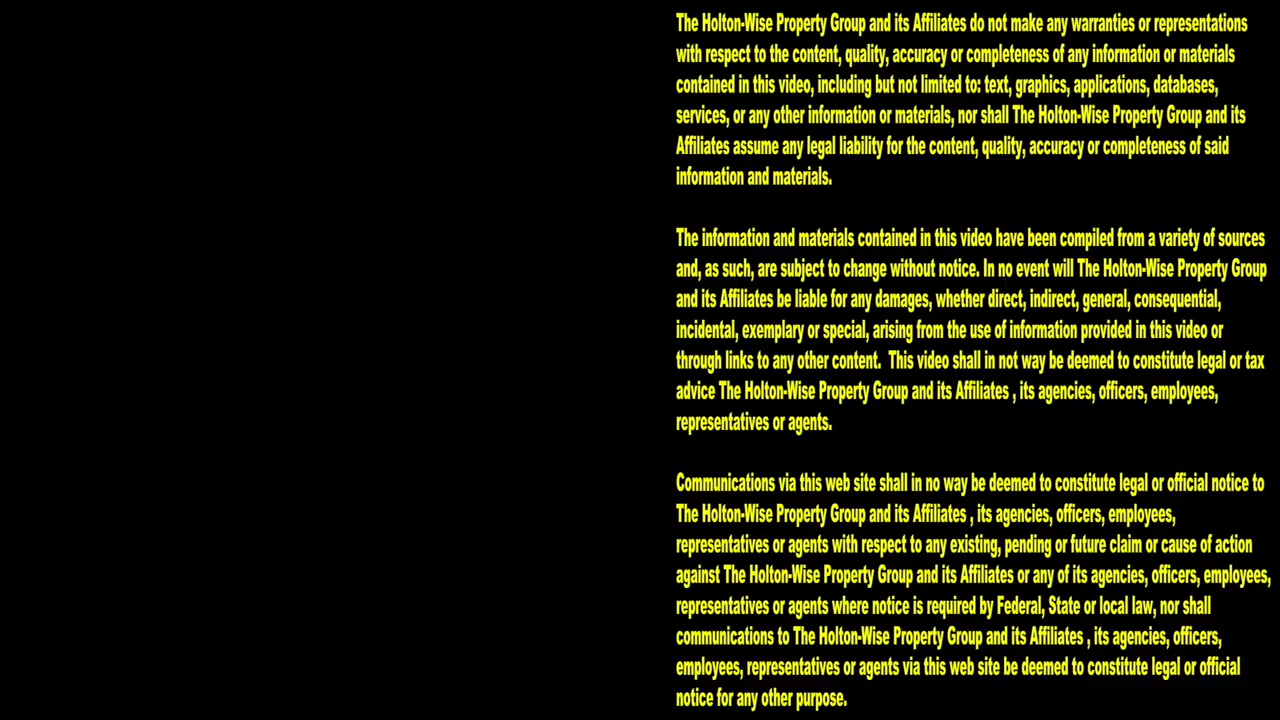 The Holton-Wise Property Group and its Affiliates do not make any warranties or representations
with respect to the content, quality, accuracy or completeness of any information or materials
contained in this video, including but not limited to: text, graphics, applications, databases,
services, or any other information or materials, nor shall The Holton-Wise Property Group and its
Affiliates assume any legal liability for the content, quality, accuracy or completeness of said
information and materials.
The information and materials contained in this video have been compiled from a variety of sources
and, as such, are subject to change without notice. In no event will The Holton-Wise Property Group
and its Affiliates be liable for any damages, whether direct, indirect, general, consequential,
incidental, exemplary or special, arising from the use of information provided in this video or
through links to any other content.  This video shall in not way be deemed to constitute legal or tax
advice The Holton-Wise Property Group and its Affiliates , its agencies, officers, employees,
representatives or agents.
Communications via this web site shall in no way be deemed to constitute legal or official notice to
The Holton-Wise Property Group and its Affiliates , its agencies, officers, employees,
representatives or agents with respect to any existing, pending or future claim or cause of action
against The Holton-Wise Property Group and its Affiliates or any of its agencies, officers, employees,
representatives or agents where notice is required by Federal, State or local law, nor shall
communications to The Holton-Wise Property Group and its Affiliates , its agencies, officers,
employees, representatives or agents via this web site be deemed to constitute legal or official
notice for any other purpose.